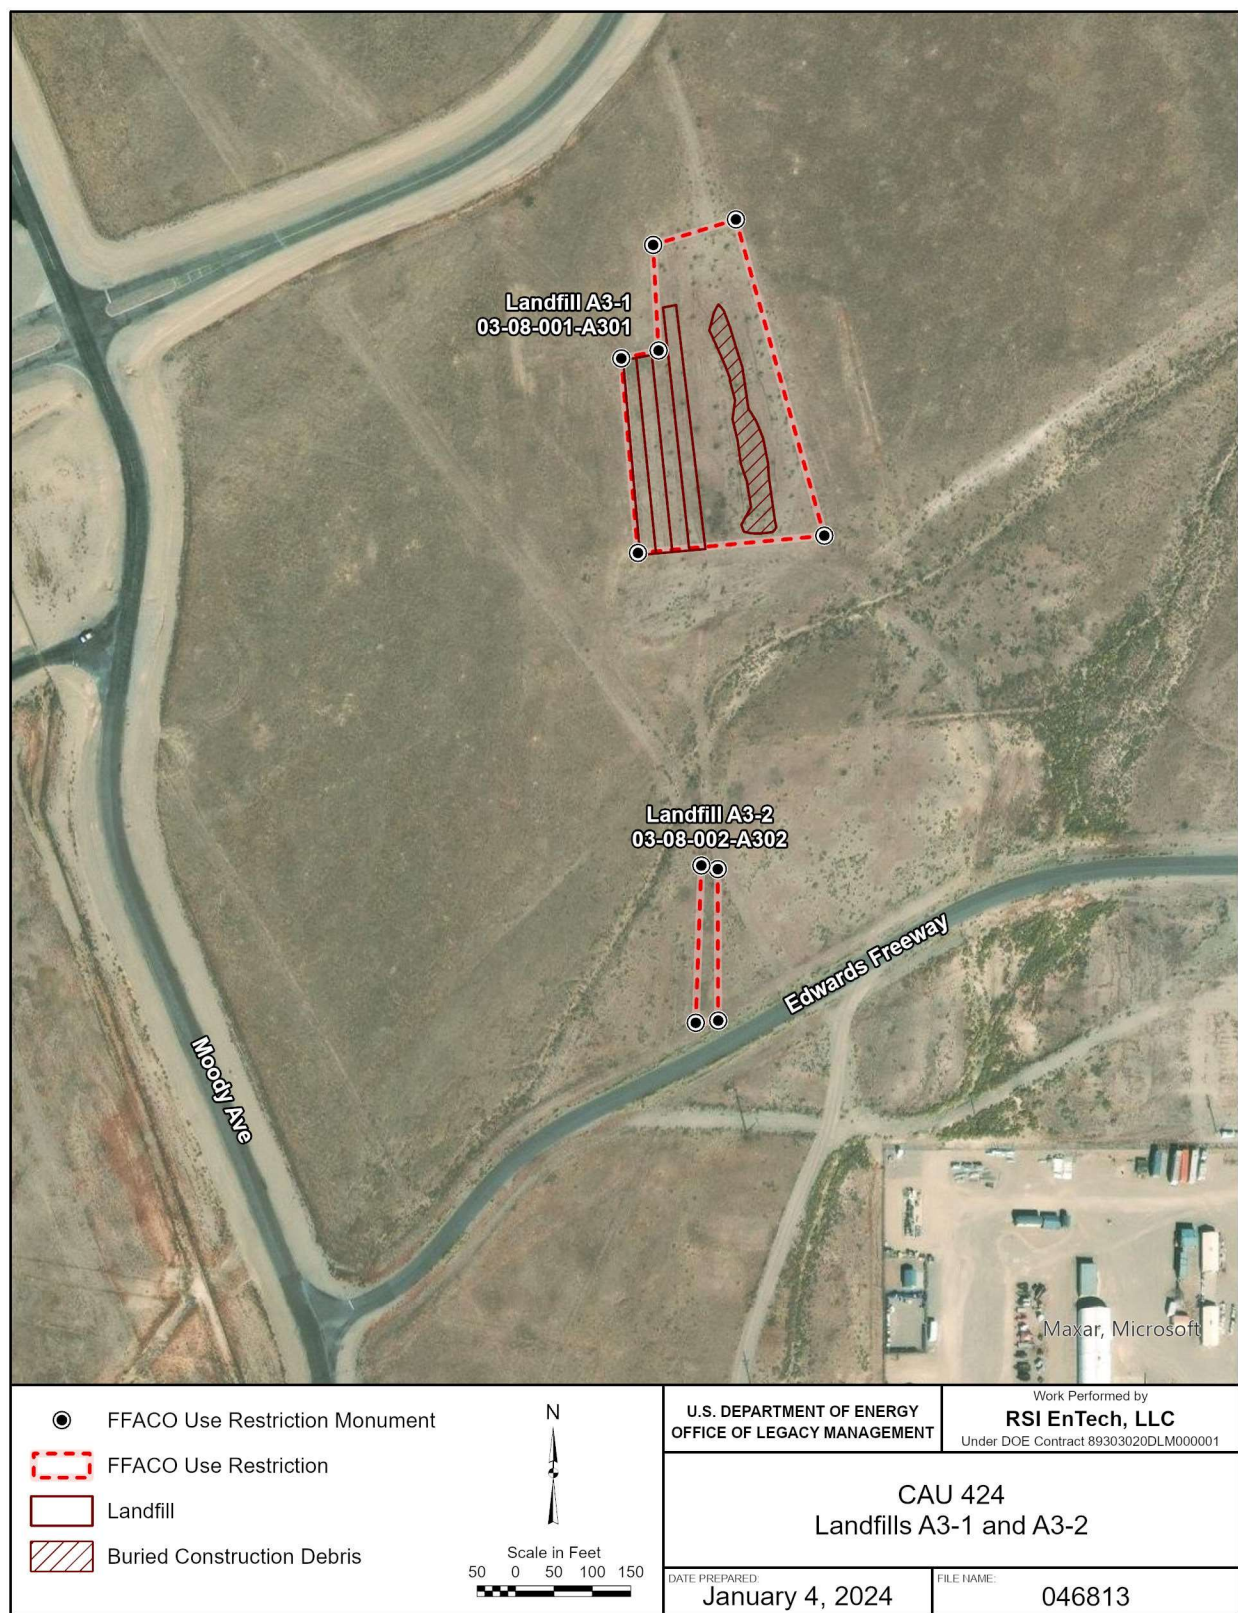 Landfill A3-1
03-08-001-A301
Landfill A3-2
03-08-002-A302
Edwards Freeway
Moody Ave
Maxar, Microsoft
FFACO Use Restriction Monument
FFACO Use Restriction
Landfill
Buried Construction Debris
N
Scale in Feet
50 0 50 100 150
U.S. DEPARTMENT OF ENERGY
OFFICE OF LEGACY MANAGEMENT
Work Performed by
RSI EnTech, LLC
Under DOE Contract 89303020DLM000001
CAU 424
Landfills A3-1 and A3-2
DATE PREPARED:
January 4, 2024
FILE NAME:
046813